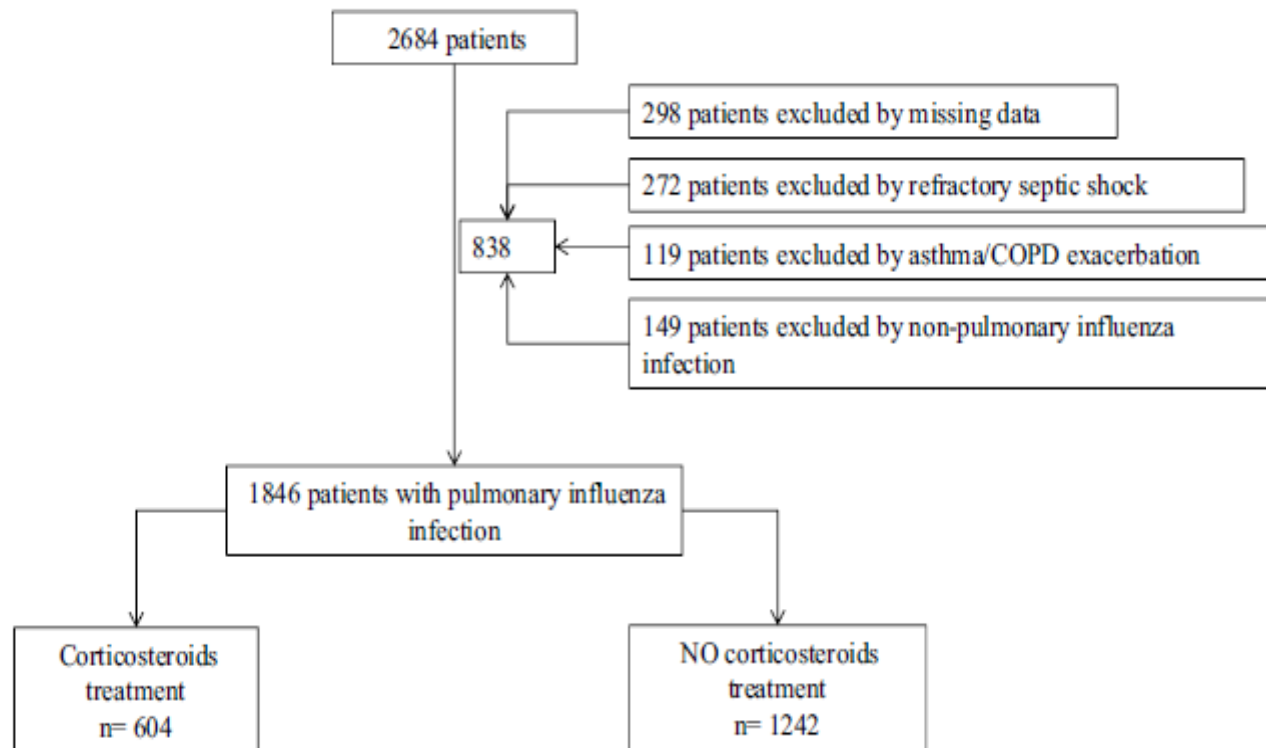 2684 patients
298 patients excluded by missing data
272 patients excluded by refractory septic shock
838
119 patients excluded by asthma/COPD exacerbation
149 patients excluded by non-pulmonary influenza
infection
1846 patients with pulmonary influenza
infection
Corticosteroids
treatment
n= 604
NO corticosteroids
treatment
n= 1242